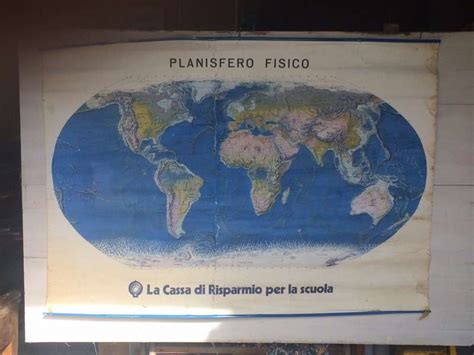 PLANISFERO FISICO
La Cassa di Risparmio per la scuola